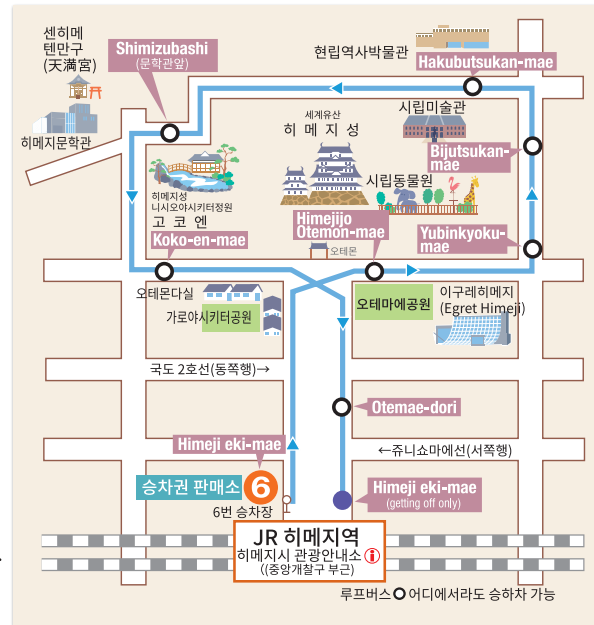 센히메
텐만구
(天満宮)
Shimizubashi
(문학관앞)
현립역사박물관
Hakubutsukan-mae
히메지문학관
세계유산
히메지성
시립미술관
Bijutsukan-
mae
시립동물원
히메지성
니시오야시키터정원
고코엔
Koko-en-mae
Himejijo
Otemon-mae
오테몬
Yubinkyoku-
mae
오테몬다실
가로야시키터공원
오테마에공원
이구레히메지
(Egret Himeji)
국도 2호선(동쪽행)→
Otemae-dori
Himeji eki-mae
←쥬니쇼마에선(서쪽행)
승차권 판매소
6
6번 승차장
Himeji eki-mae
(getting off only)
JR 히메지역
히메지시 관광안내소 i
((중앙개찰구 부근)
루프버스 어디에서라도 승하차 가능